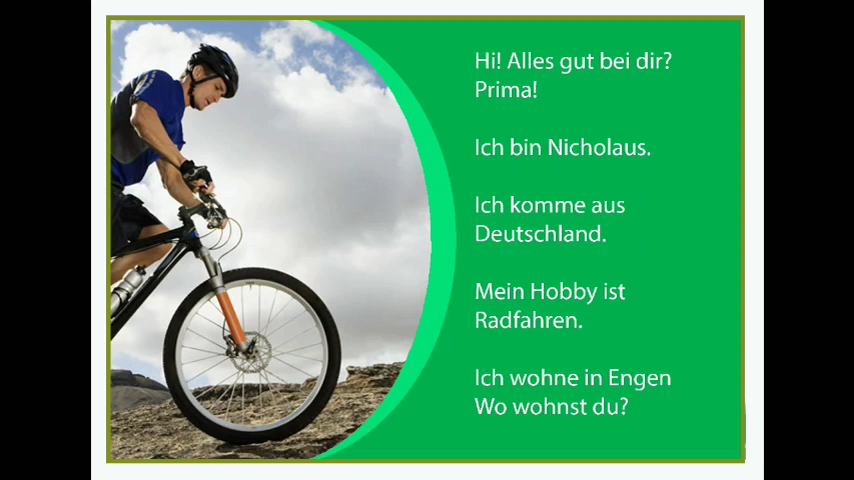 Hi! Alles gut bei dir?
Prima!
Ich bin Nicholaus.
Ich komme aus
Deutschland.
Mein Hobby ist
Radfahren.
Ich wohne in Engen
Wo wohnst du?